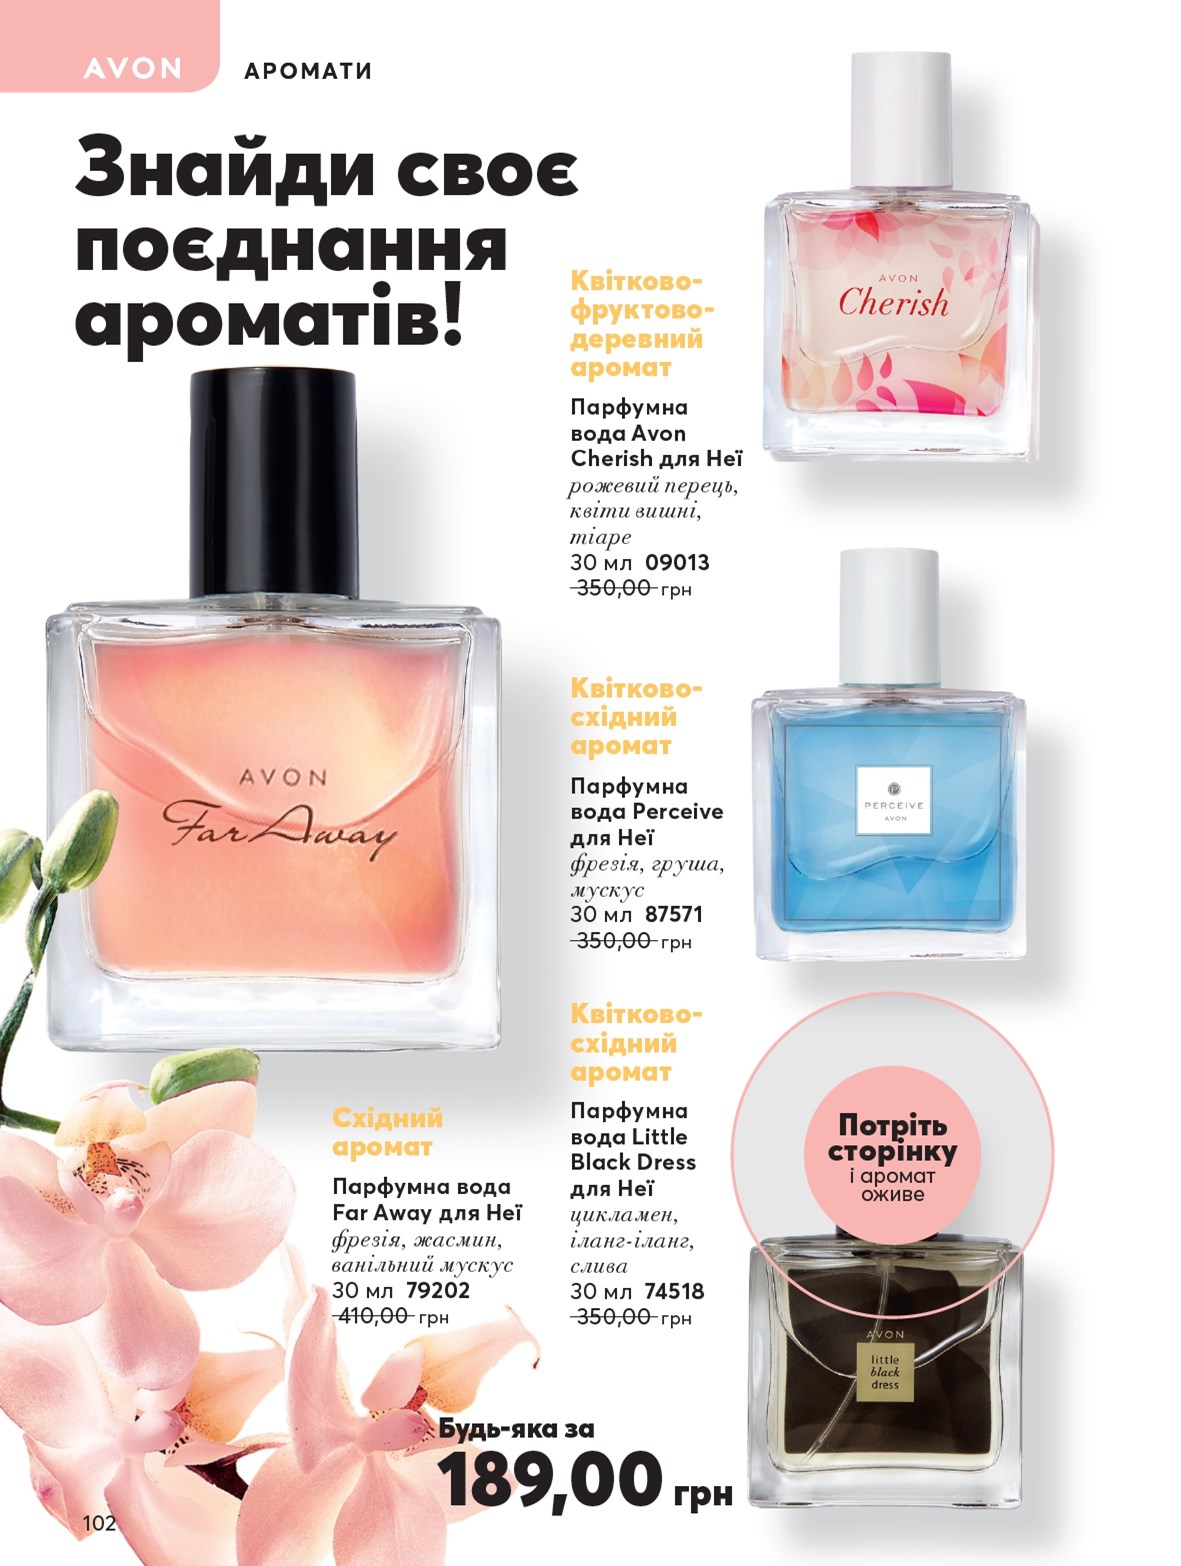 AVON
АРОМАТИ
Знайди своє
поєднання
ароматів!
AVON
Cherish
Квітково-
фруктово-
деревний
аромат
Парфумна
вода Avon
Cherish для Неї
рожевий перець,
квіти вишні,
тіаре
30 мл 09013
350,00 грн
AVON
Far Away
Квітково-
східний
аромат
Парфумна
вода Perceive
для Неї
фрезія, груша,
мускус
30 мл 87571
350,00 грн
P
PERCEIVE
AVON
Східний
аромат
Парфумна вода
Far Away для Неї
фрезія, жасмин,
ванільний мускус
30 мл 79202
410,00 грн
Квітково-
східний
аромат
Парфумна
вода Little
Black Dress
для Неї
цикламен,
іланг-іланг,
слива
30 мл 74518
350,00 грн
Потріть
сторінку
і аромат
оживе
AVON
little
black
dress
Будь-яка за
189,00 грн
102